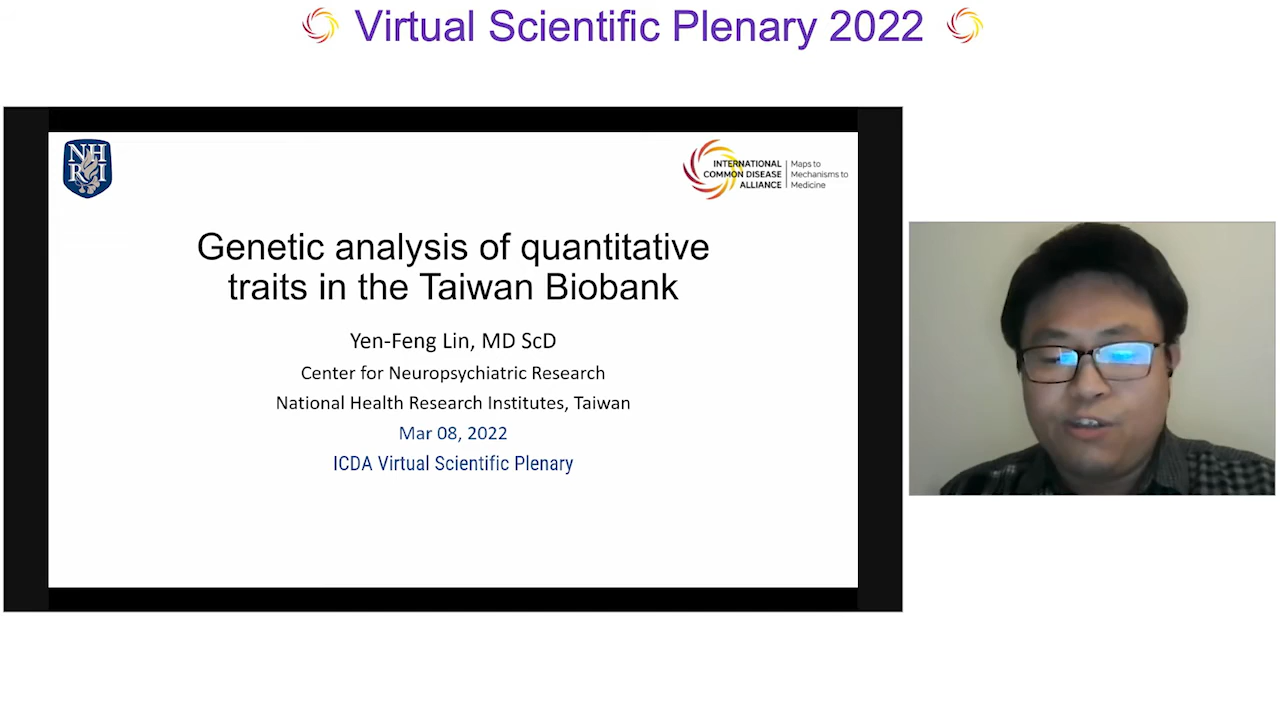 Virtual Scientific Plenary 2022
NH
RI
INTERNATIONAL
COMMON DISEASE
ALLIANCE
Maps to
Mechanisms to
Medicine
Genetic analysis of quantitative
traits in the Taiwan Biobank
Yen-Feng Lin, MD ScD
Center for Neuropsychiatric Research
National Health Research Institutes, Taiwan
Mar 08, 2022
ICDA Virtual Scientific Plenary